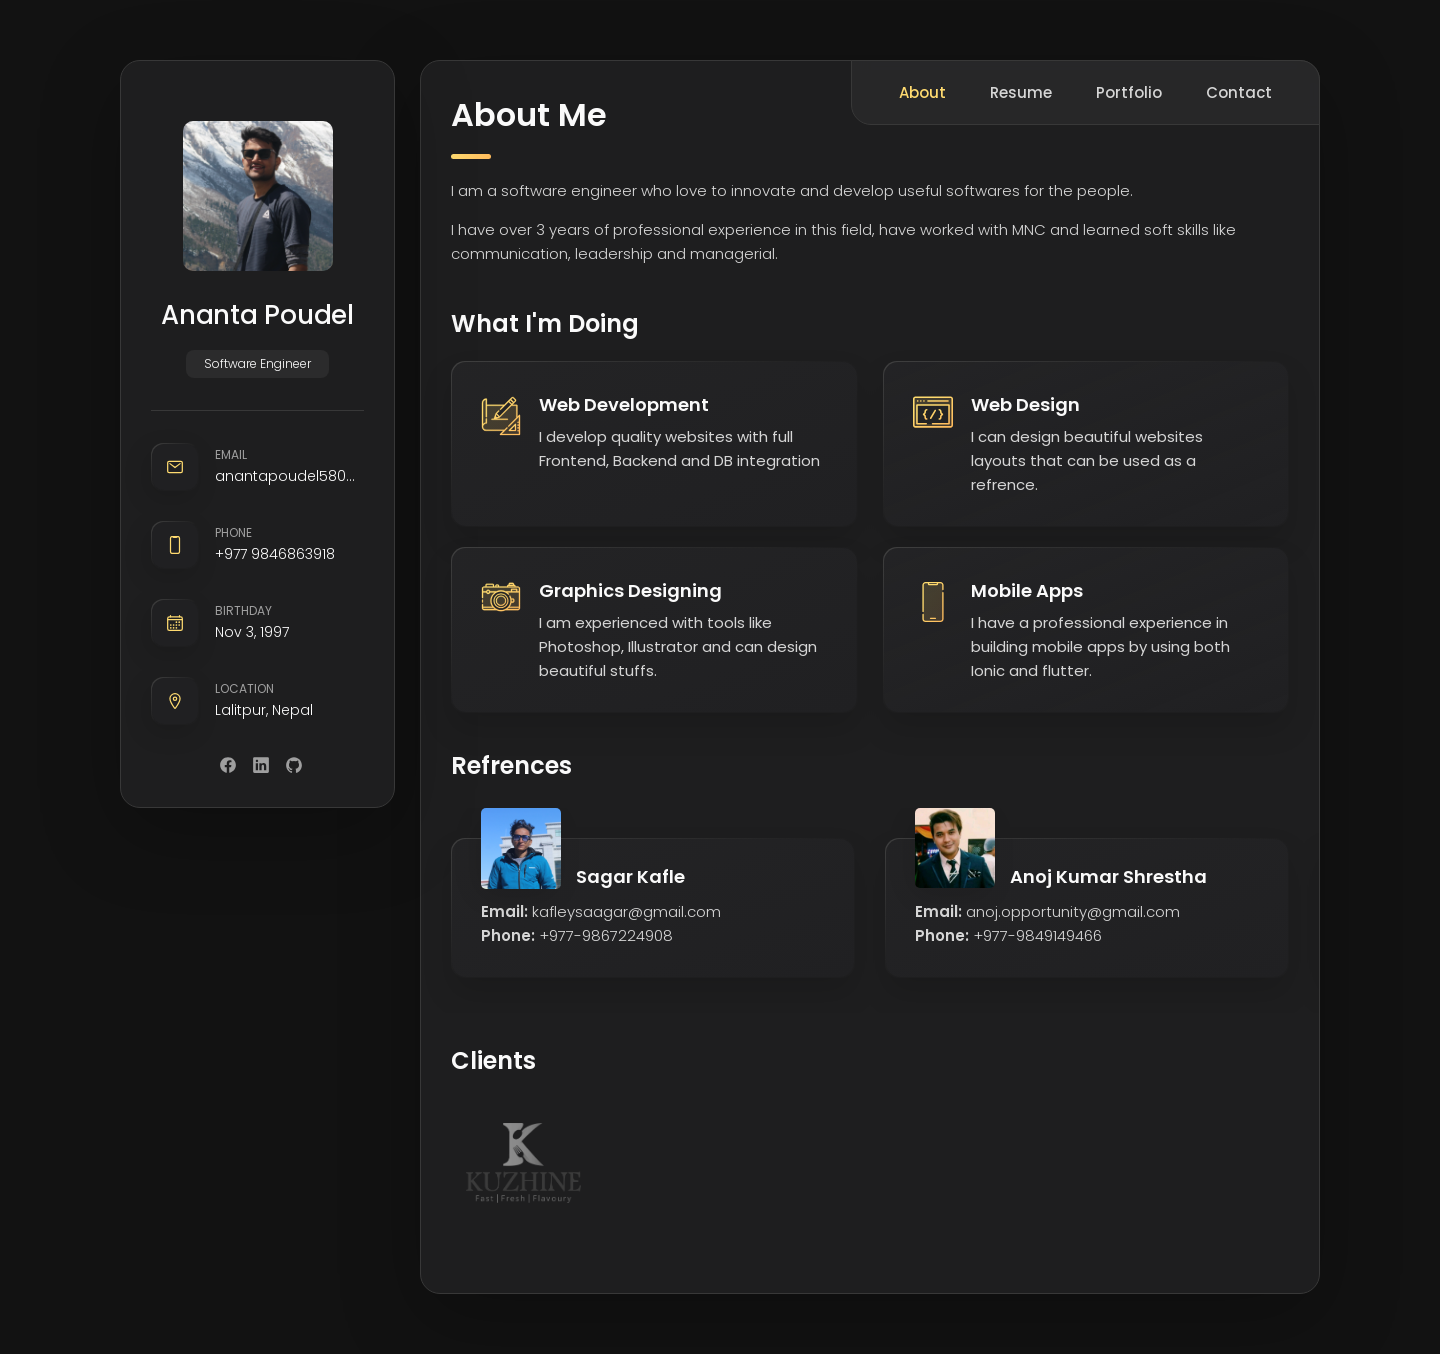 Ananta Poudel
Software Engineer
EMAIL
anantapoudel580...
PHONE
+977 9846863918
BIRTHDAY
Nov 3, 1997
LOCATION
Lalitpur, Nepal
About
Resume
Portfolio
Contact
About Me
I am a software engineer who love to innovate and develop useful softwares for the people.
I have over 3 years of professional experience in this field, have worked with MNC and learned soft skills like
communication, leadership and managerial.
What I'm Doing
Web Development
I develop quality websites with full
Frontend, Backend and DB integration
Web Design
I can design beautiful websites
layouts that can be used as a
refrence.
Graphics Designing
I am experienced with tools like
Photoshop, Illustrator and can design
beautiful stuffs.
Mobile Apps
I have a professional experience in
building mobile apps by using both
Ionic and flutter.
Refrences
Sagar Kafle
Email: kafleysaagar@gmail.com
Phone: +977-9867224908
Anoj Kumar Shrestha
Email: anoj.opportunity@gmail.com
Phone: +977-9849149466
Clients
K
KUZHINE
Fast | Fresh | Flavoury